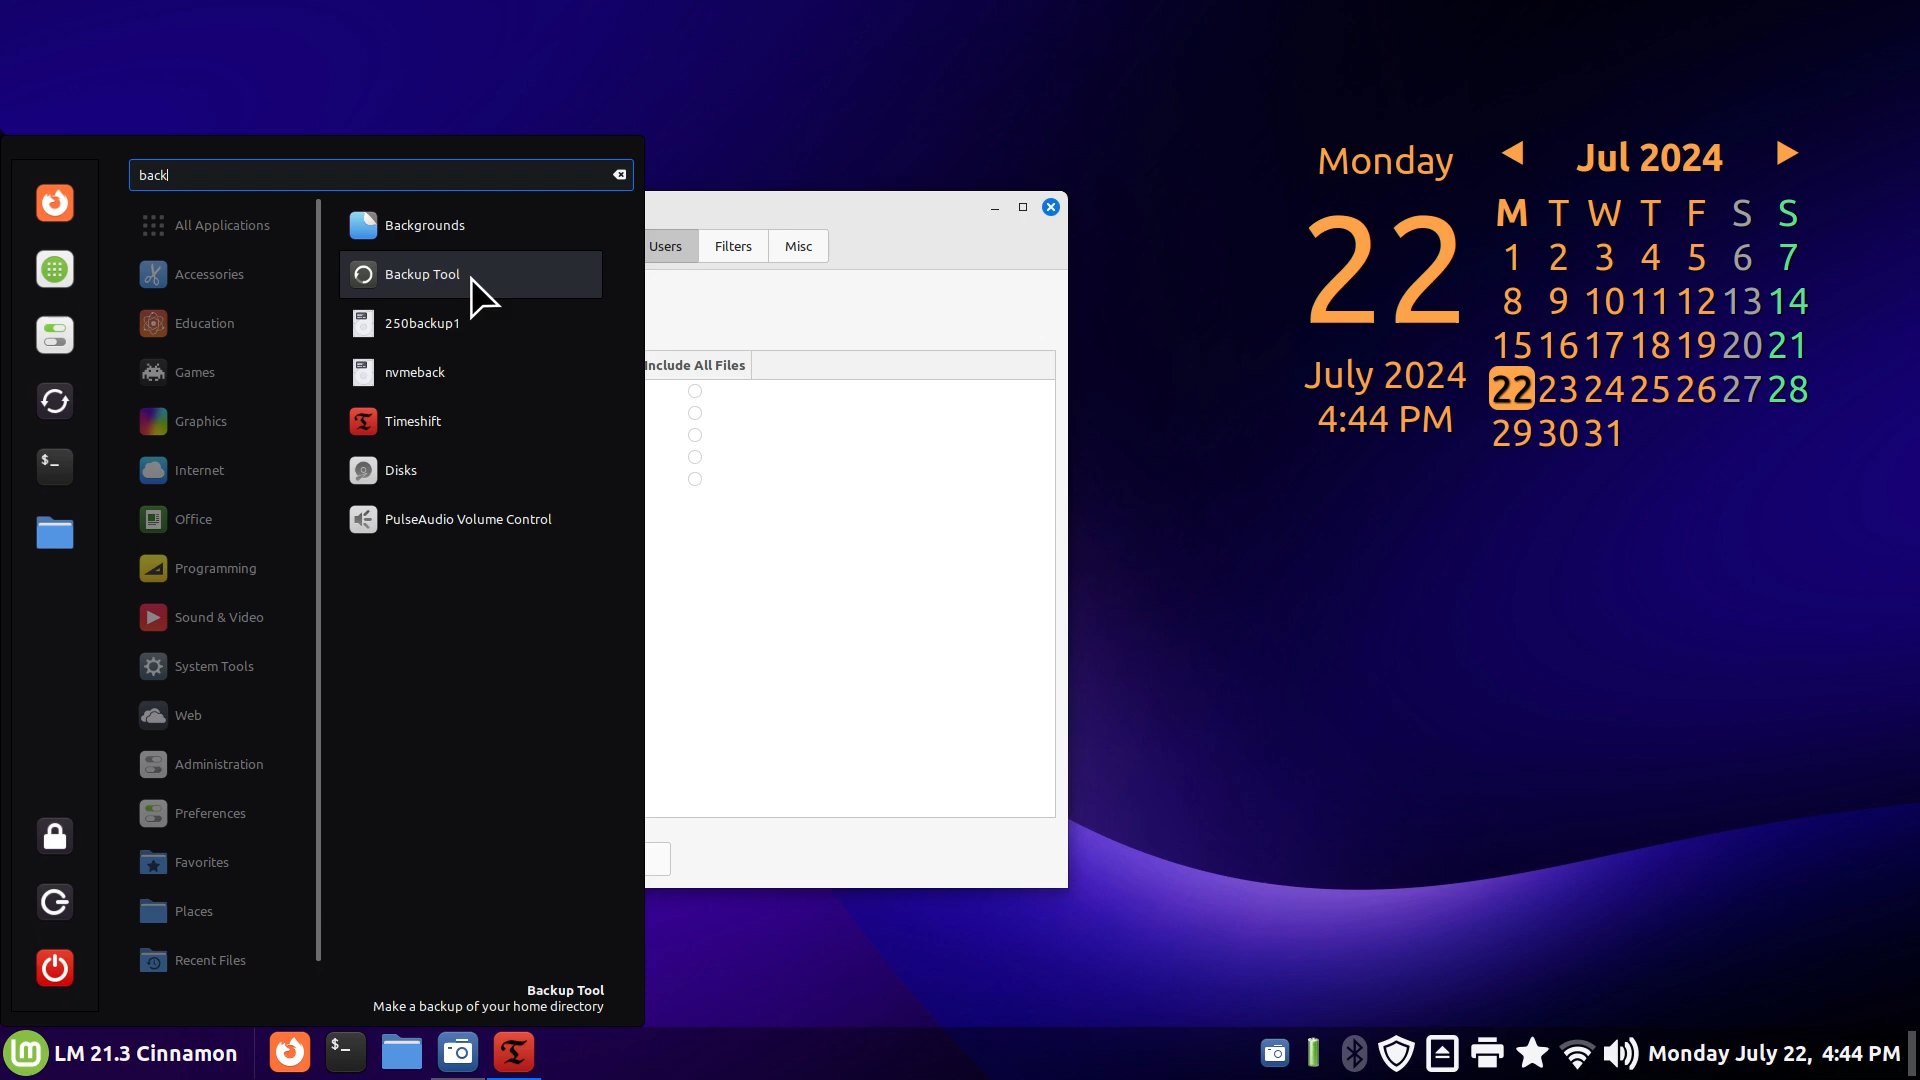 back
All Applications
Accessories
Education
Games
Graphics
Internet
Office
Programming
Sound & Video
System Tools
Web
Administration
Preferences
Favorites
Places
Recent Files
Backgrounds
Backup Tool
250backup1
nvmeback
Timeshift
Disks
PulseAudio Volume Control
Backup Tool
Make a backup of your home directory
Users Filters Misc
Include All Files
Monday
22
July 2024
4:44 PM
Jul 2024
M T W T F S S
1 2 3 4 5 6 7
8 9 10 11 12 13 14
15 16 17 18 19 20 21
22 23 24 25 26 27 28
29 30 31
LM 21.3 Cinnamon
Monday July 22, 4:44 PM